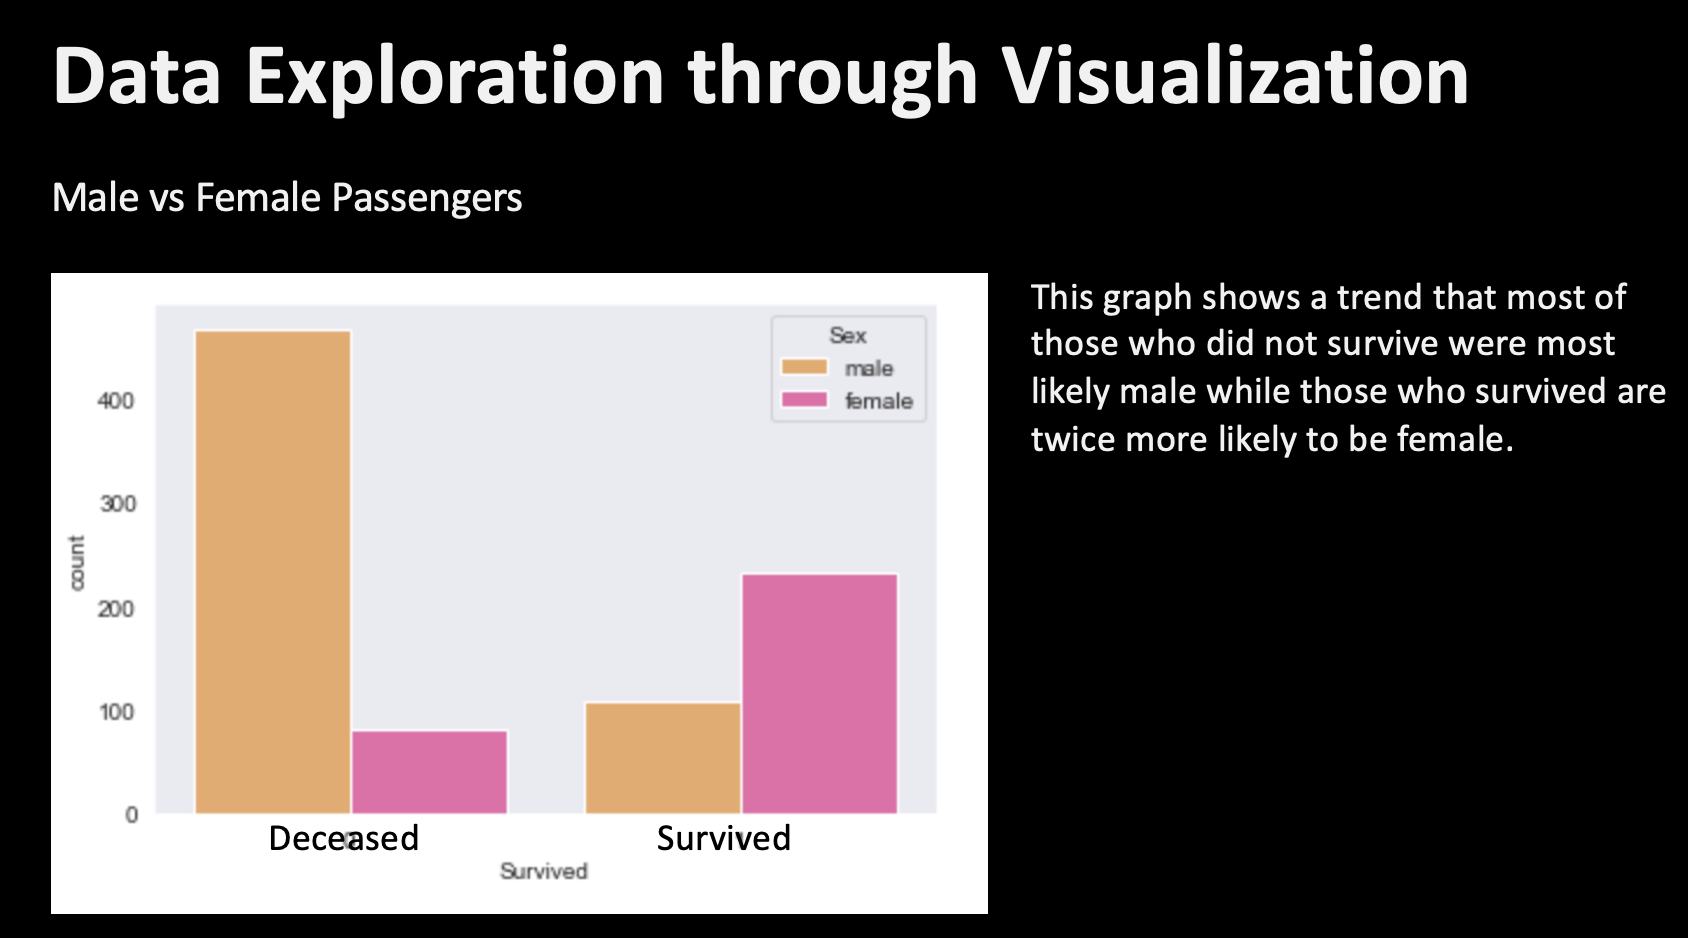 Data Exploration through Visualization
Male vs Female Passengers
This graph shows a trend that most of
those who did not survive were most
likely male while those who survived are
twice more likely to be female.
Sex
male
female
400
300
200
100
0
count
Deceased
Survived
Survived